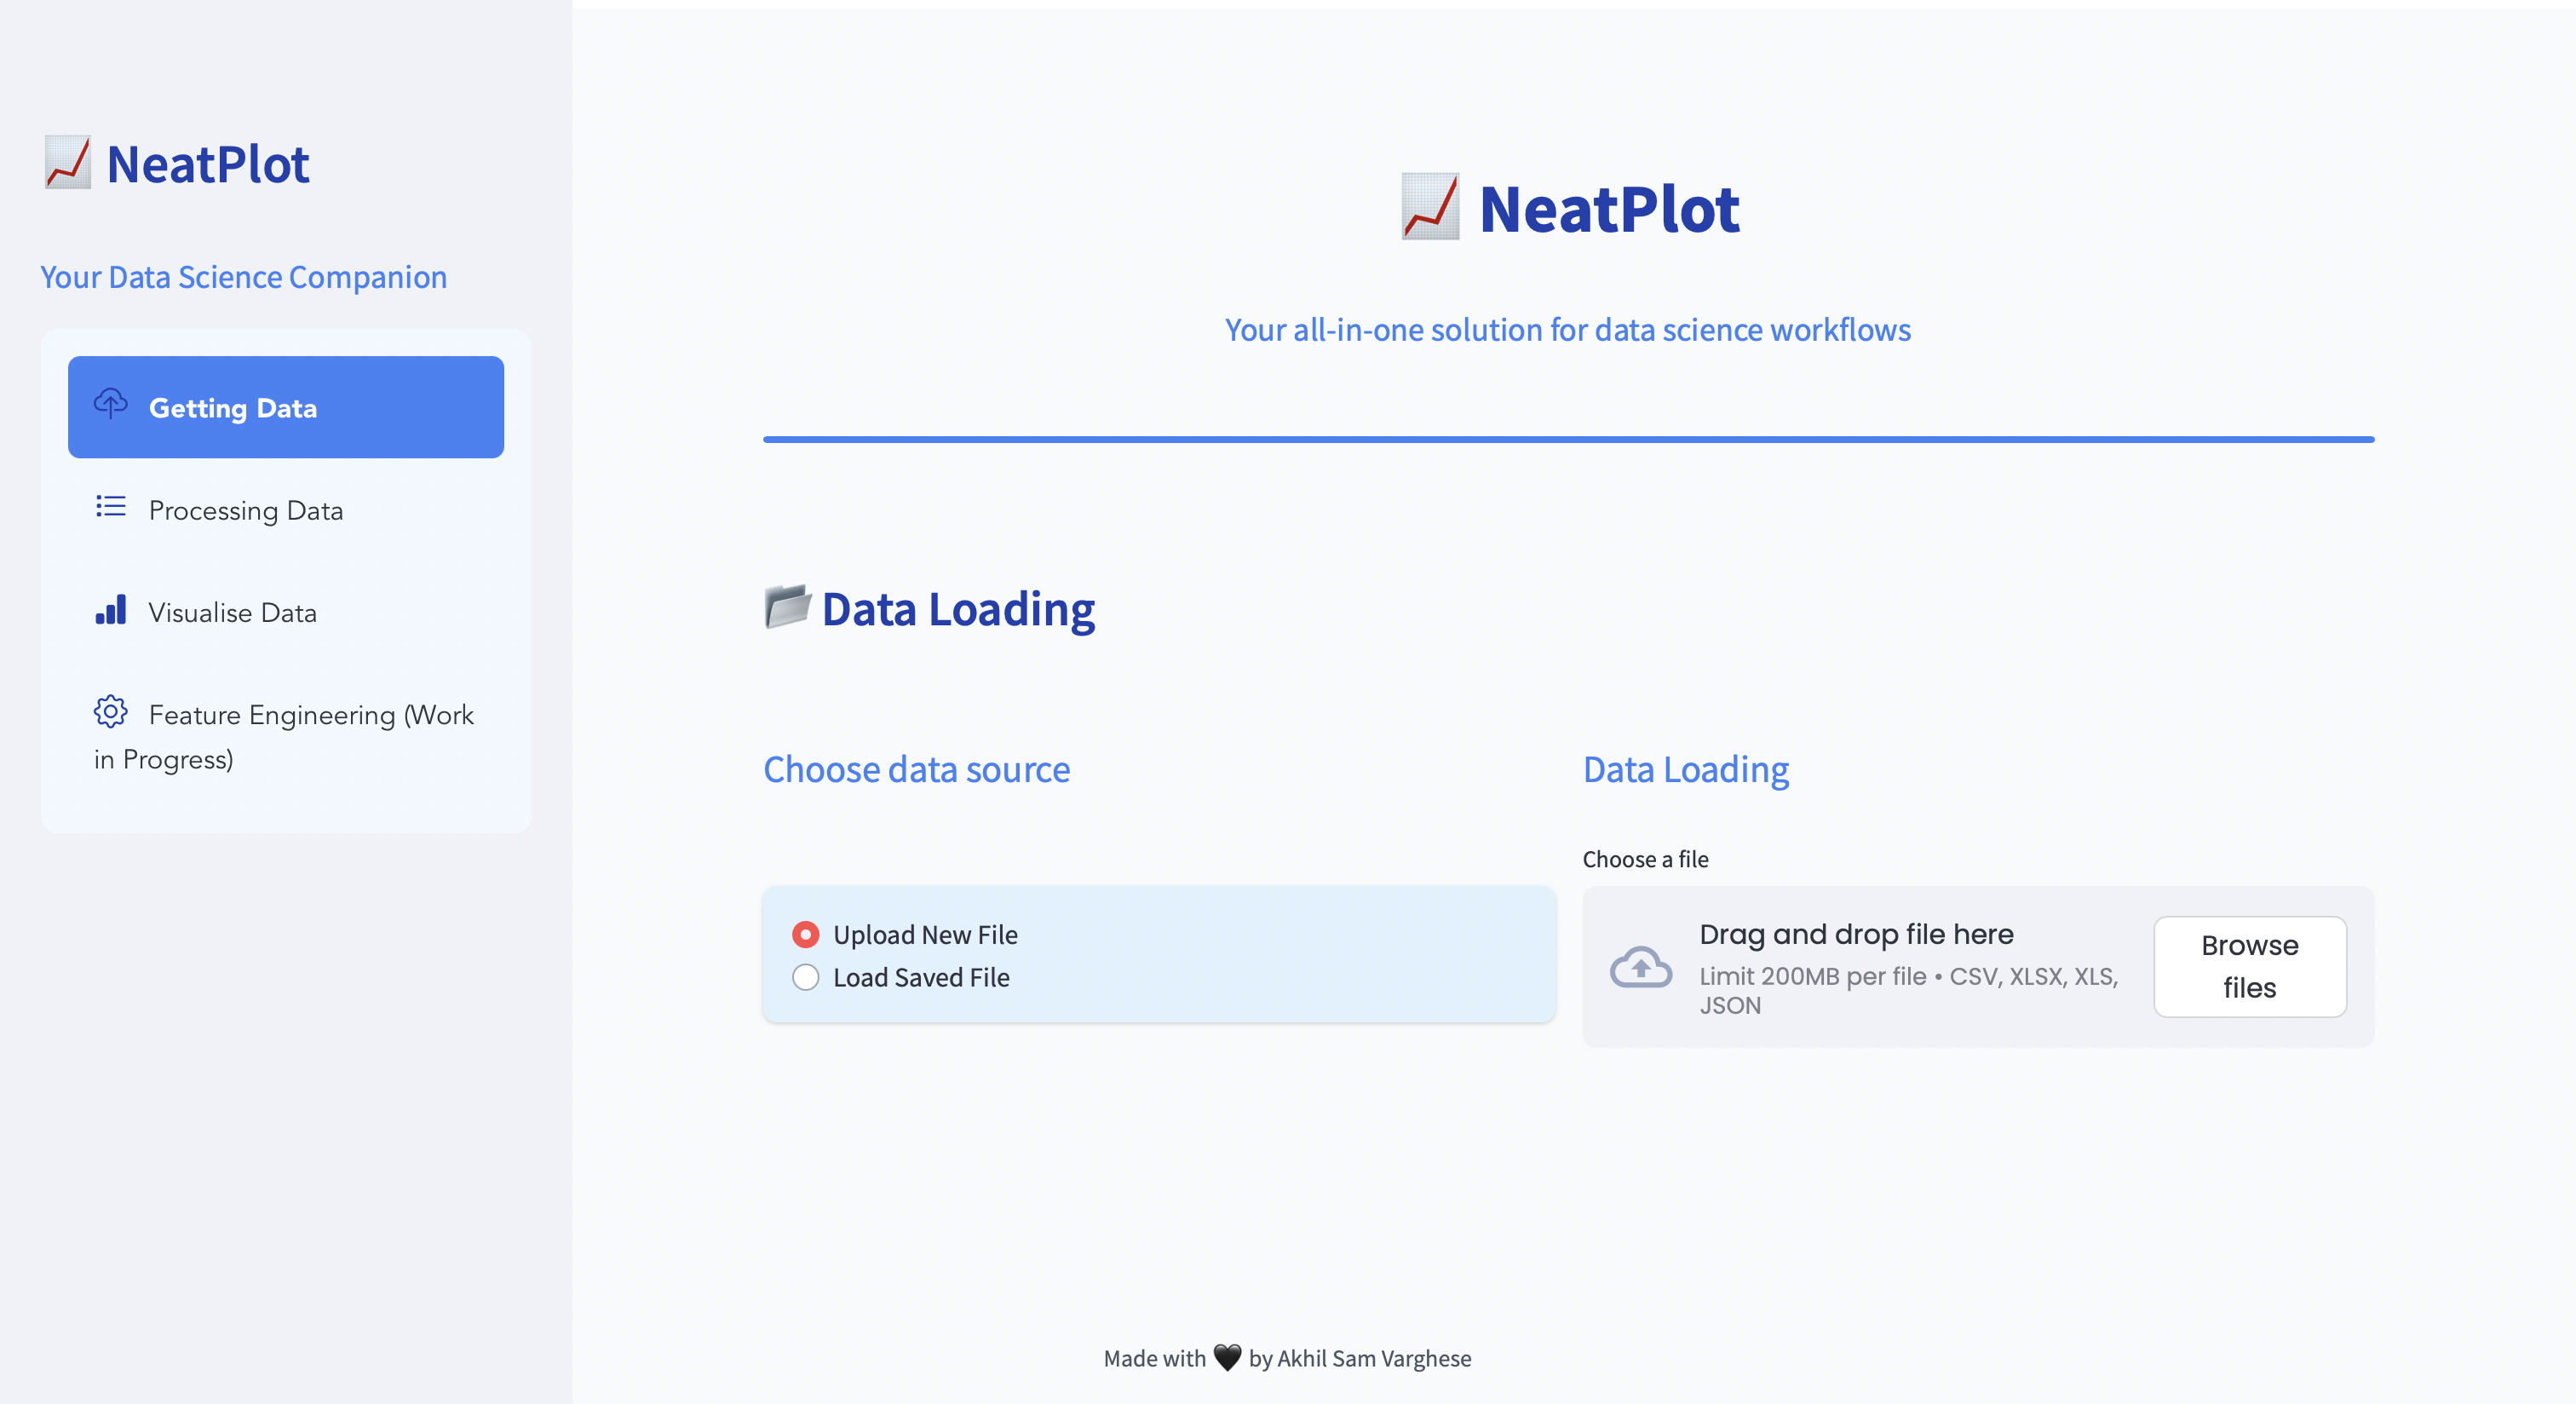 NeatPlot
Your Data Science Companion
Getting Data
Processing Data
Visualise Data
Feature Engineering (Work
in Progress)
NeatPlot
Your all-in-one solution for data science workflows
Data Loading
Choose data source
Upload New File
Load Saved File
Data Loading
Choose a file
Drag and drop file here
Limit 200MB per file • CSV, XLSX, XLS,
JSON
Browse
files
Made with 🖤 by Akhil Sam Varghese